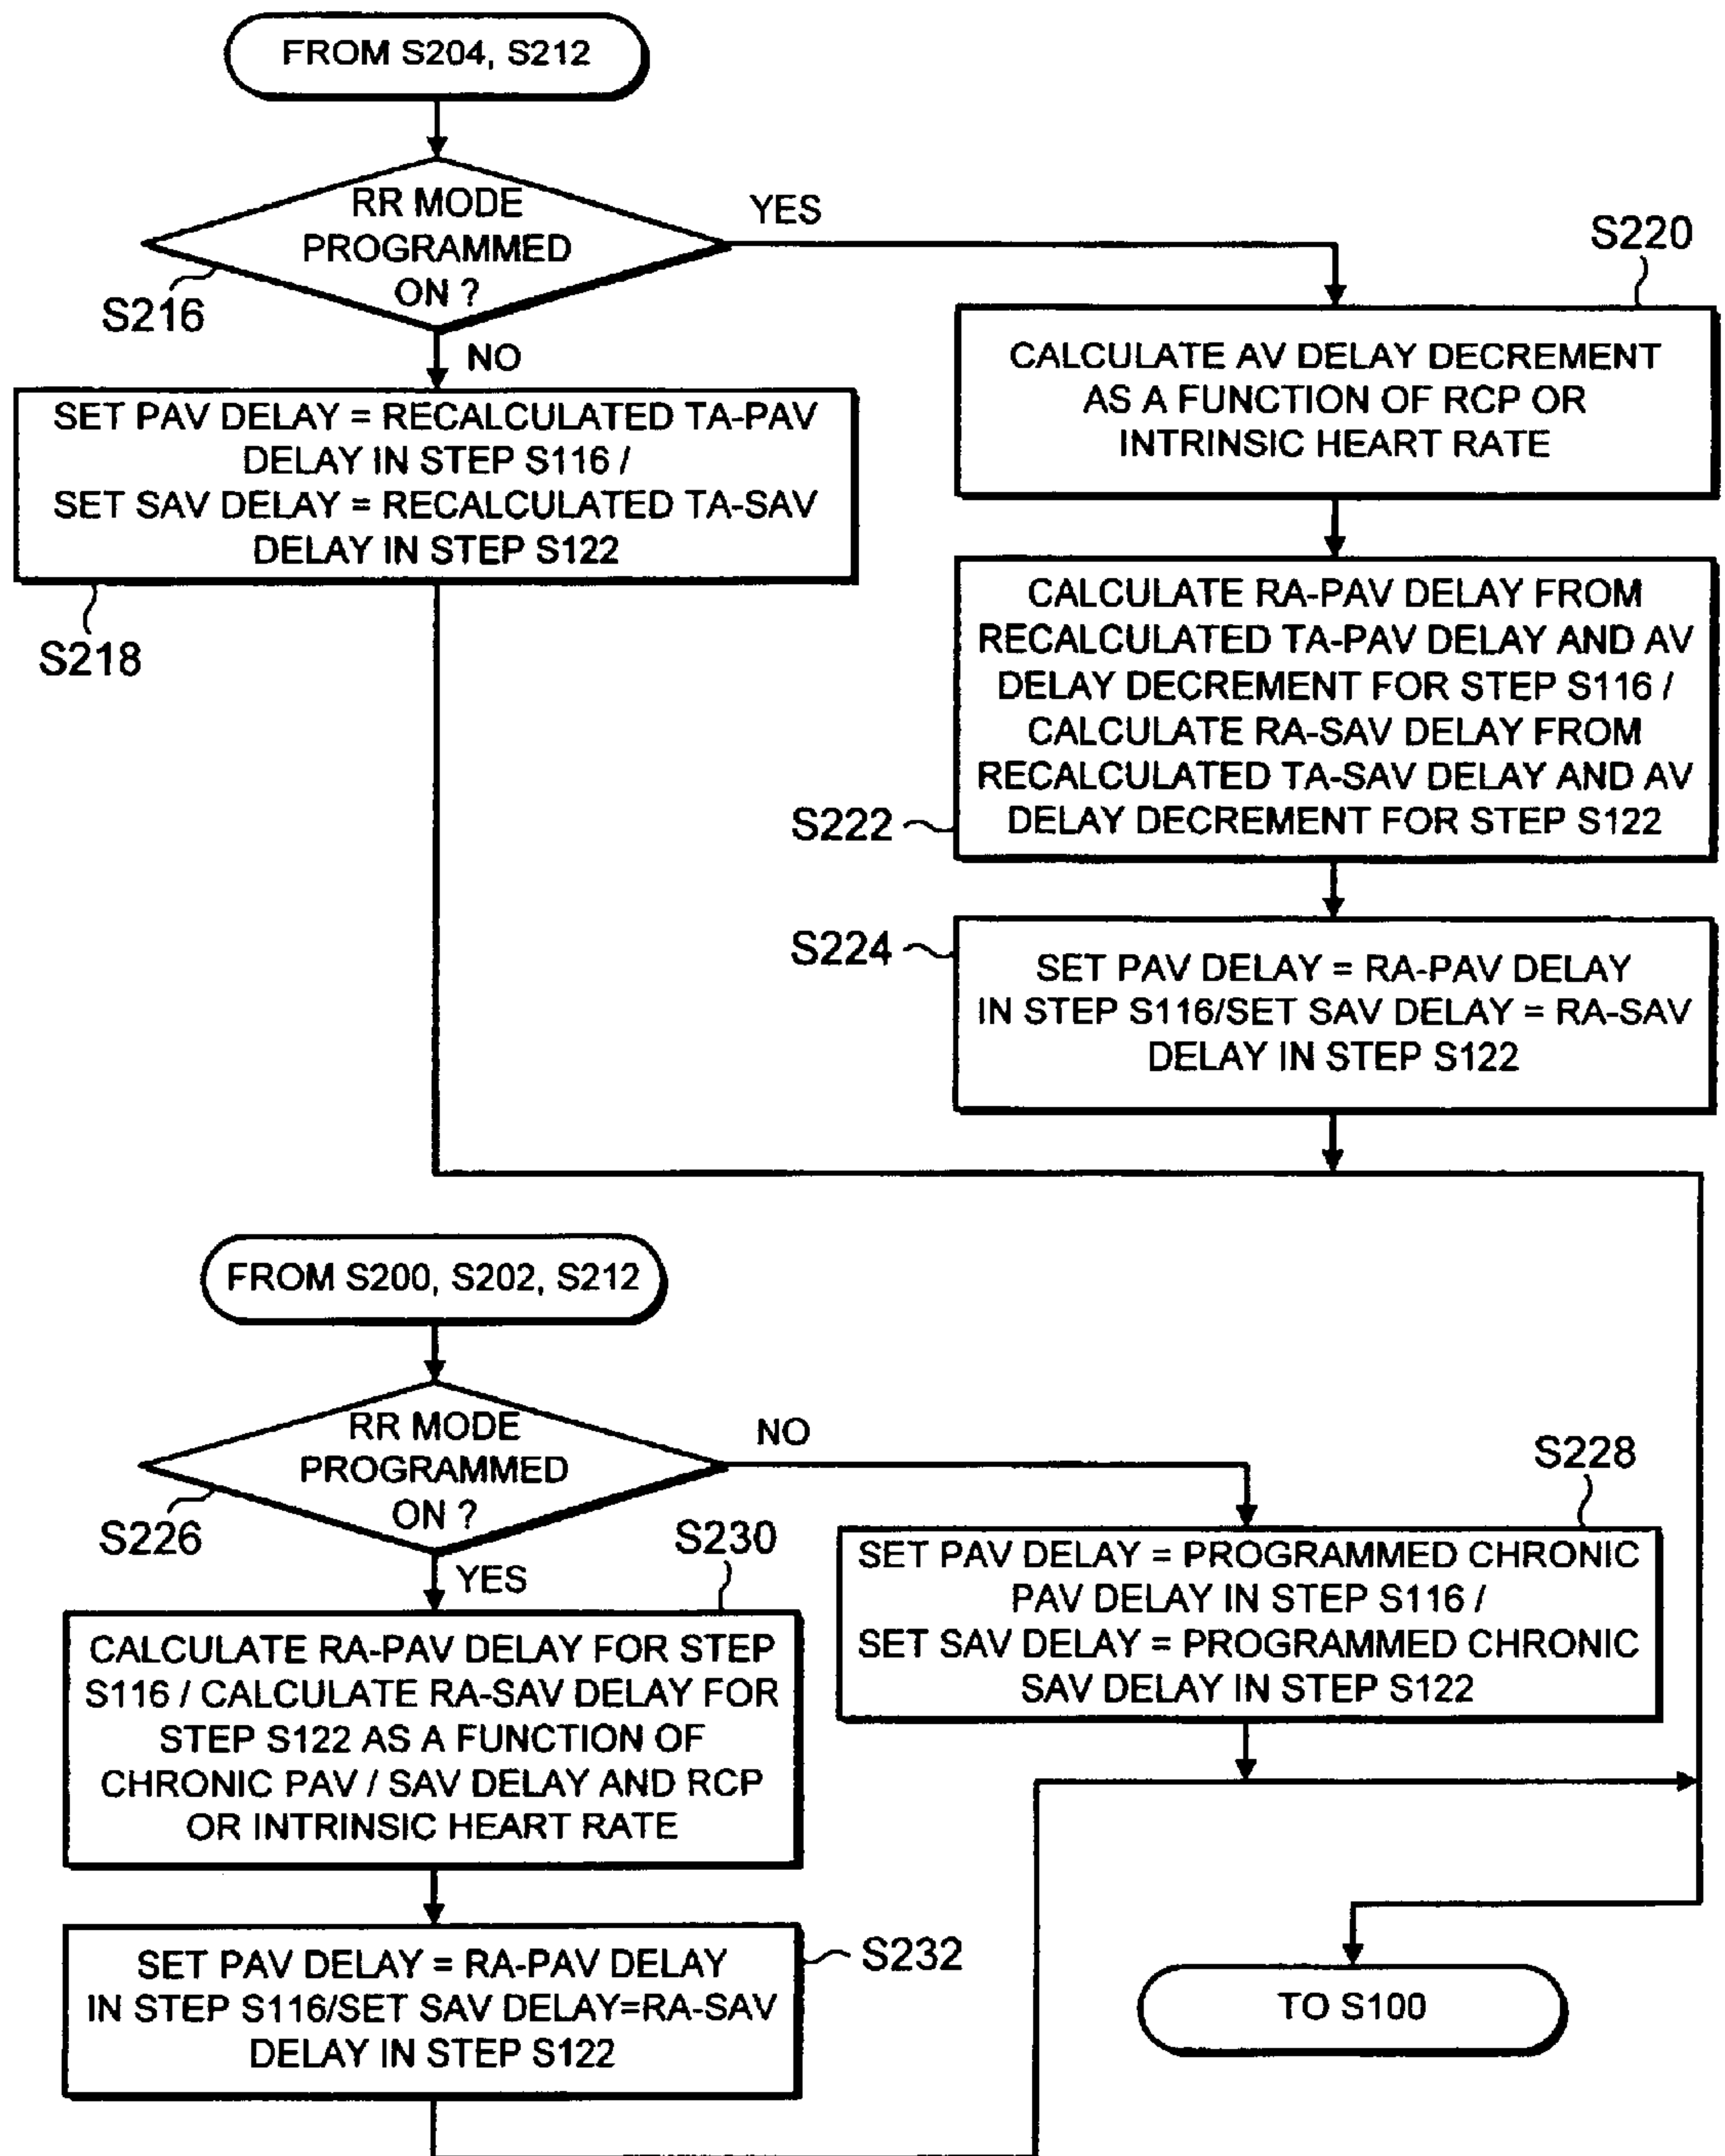 FROM S204, S212
RR MODE
PROGRAMMED
ON ?
S216
YES
NO
SET PAV DELAY = RECALCULATED TA-PAV
DELAY IN STEP S116 /
SET SAV DELAY = RECALCULATED TA-SAV
DELAY IN STEP S122
S218
S220
CALCULATE AV DELAY DECREMENT
AS A FUNCTION OF RCP OR
INTRINSIC HEART RATE
CALCULATE RA-PAV DELAY FROM
RECALCULATED TA-PAV DELAY AND AV
DELAY DECREMENT FOR STEP S116 /
CALCULATE RA-SAV DELAY FROM
RECALCULATED TA-SAV DELAY AND AV
DELAY DECREMENT FOR STEP S122
S222
S224
SET PAV DELAY = RA-PAV DELAY
IN STEP S116/SET SAV DELAY = RA-SAV
DELAY IN STEP S122
FROM S200, S202, S212
RR MODE
PROGRAMMED
ON ?
S226
NO
YES
S228
SET PAV DELAY = PROGRAMMED CHRONIC
PAV DELAY IN STEP S116 /
SET SAV DELAY = PROGRAMMED CHRONIC
SAV DELAY IN STEP S122
S230
CALCULATE RA-PAV DELAY FOR STEP
S116 / CALCULATE RA-SAV DELAY FOR
STEP S122 AS A FUNCTION OF
CHRONIC PAV / SAV DELAY AND RCP
OR INTRINSIC HEART RATE
SET PAV DELAY = RA-PAV DELAY
IN STEP S116/SET SAV DELAY=RA-SAV
DELAY IN STEP S122
S232
TO S100